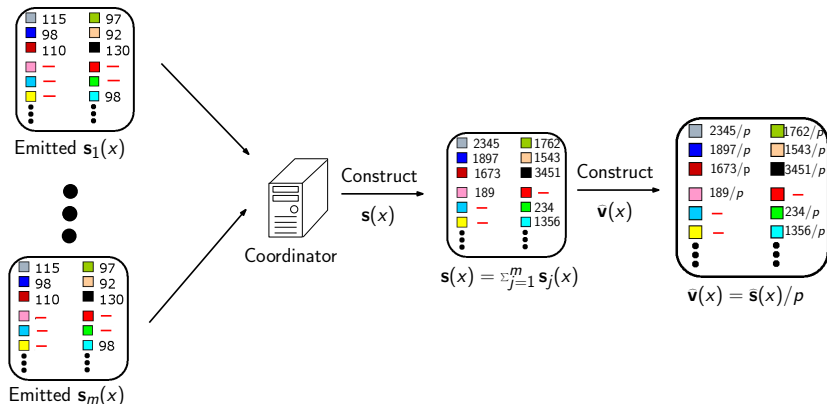 115 97
98 92
110 130
— —
— —
— 98
Emitted s₁(x)
115 97
98 92
110 130
— —
— —
— 98
Emitted sₘ(x)
Coordinator
Construct
s(x)
2345 1762
1897 1543
1673 3451
189 —
— 234
— 1356
s(x) = Σⱼ₌₁ᵐ sⱼ(x)
Construct
v̂(x)
2345/p 1762/p
1897/p 1543/p
1673/p 3451/p
189/p —
— 234/p
— 1356/p
v̂(x) = ŝ(x)/p